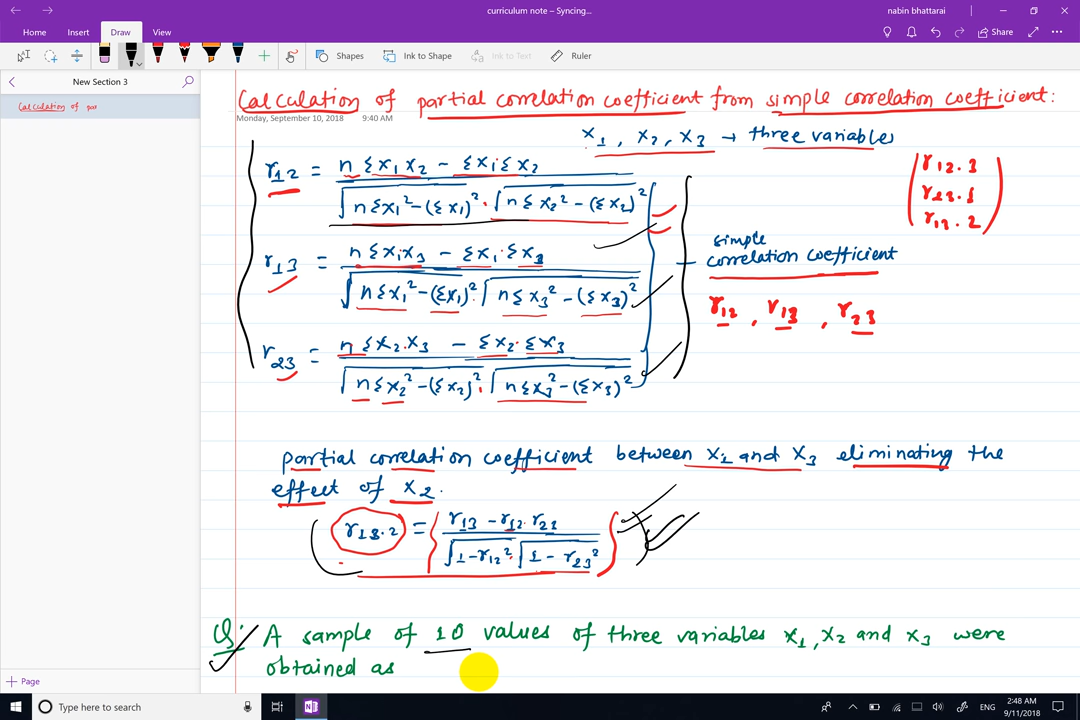 curriculum note – Syncing...
nabin bhattarai
Home Insert Draw View
Share
Shapes Ink to Shape Ink to Text Ruler
New Section 3
Calculation of par
Calculation of partial correlation coefficient from simple correlation coefficient:
Monday, September 10, 2018 9:40 AM
x₁, x₂, x₃ → three variables
r₁₂ = (n Σx₁x₂ − Σx₁Σx₂) / (√(nΣx₁² − (Σx₁)²) · √(nΣx₂² − (Σx₂)²))
r₁₂.₃
r₂₃.₁
r₁₃.₂
r₁₃ = (nΣx₁x₃ − Σx₁·Σx₃) / (√(nΣx₁² − (Σx₁)²) · √(nΣx₃² − (Σx₃)²))
simple
correlation coefficient
r₁₂, r₁₃, r₂₃
r₂₃ = (nΣx₂·x₃ − Σx₂·Σx₃) / (√(nΣx₂² − (Σx₂)²) · √(nΣx₃² − (Σx₃)²))
partial correlation coefficient between x₁ and x₃ eliminating the
effect of x₂.
r₁₃.₂ = (r₁₃ − r₁₂·r₂₃) / (√(1 − r₁₂²) · √(1 − r₂₃²))
Q: A sample of 10 values of three variables x₁, x₂ and x₃ were
obtained as
+ Page
Type here to search
ENG
2:48 AM
9/11/2018